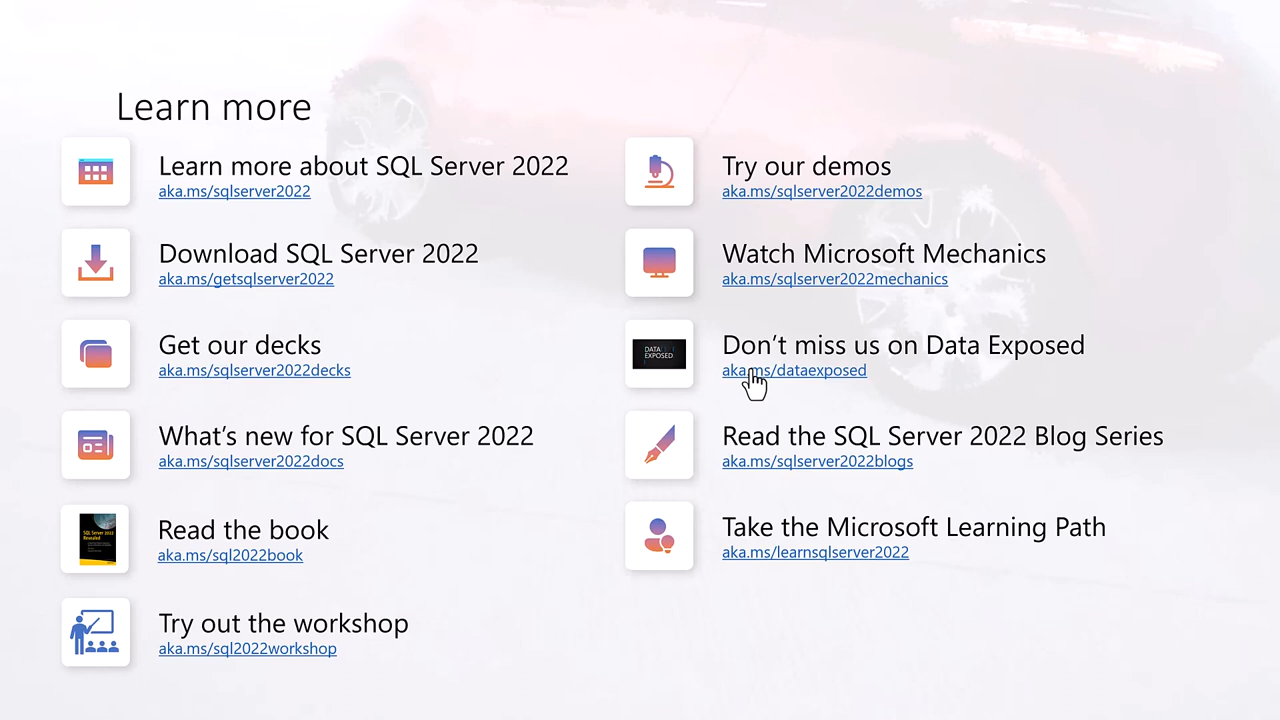 Learn more
Learn more about SQL Server 2022
aka.ms/sqlserver2022
Download SQL Server 2022
aka.ms/getsqlserver2022
Get our decks
aka.ms/sqlserver2022decks
What's new for SQL Server 2022
aka.ms/sqlserver2022docs
SQL Server 2022
Revealed
Read the book
aka.ms/sql2022book
Try out the workshop
aka.ms/sql2022workshop
Try our demos
aka.ms/sqlserver2022demos
Watch Microsoft Mechanics
aka.ms/sqlserver2022mechanics
DATA
EXPOSED
Don't miss us on Data Exposed
aka.ms/dataexposed
Read the SQL Server 2022 Blog Series
aka.ms/sqlserver2022blogs
Take the Microsoft Learning Path
aka.ms/learnsqlserver2022